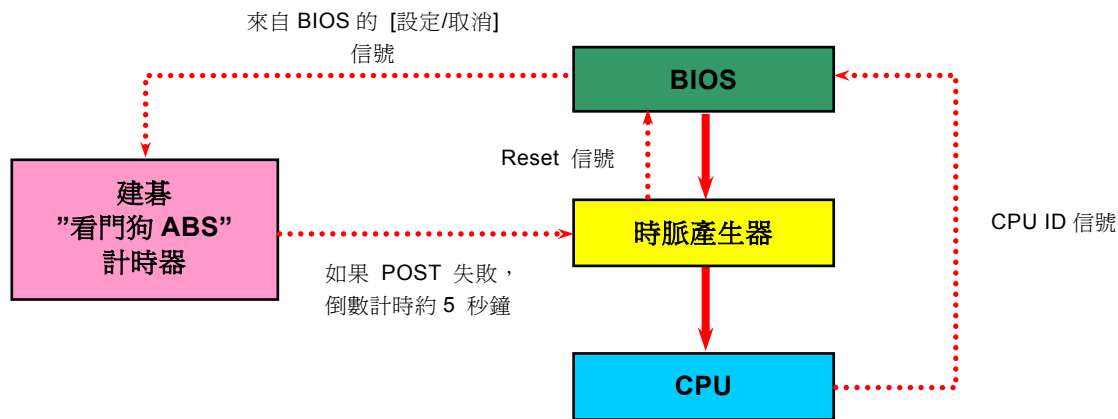 來自 BIOS 的 [設定/取消]
信號
BIOS
Reset 信號
建碁
”看門狗 ABS”
計時器
時脈產生器
CPU ID 信號
如果 POST 失敗，
倒數計時約 5 秒鐘
CPU